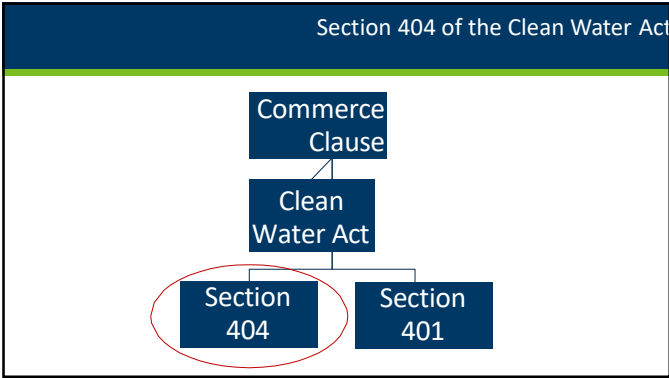 Section 404 of the Clean Water Act
Commerce
Clause
Clean
Water Act
Section
404
Section
401